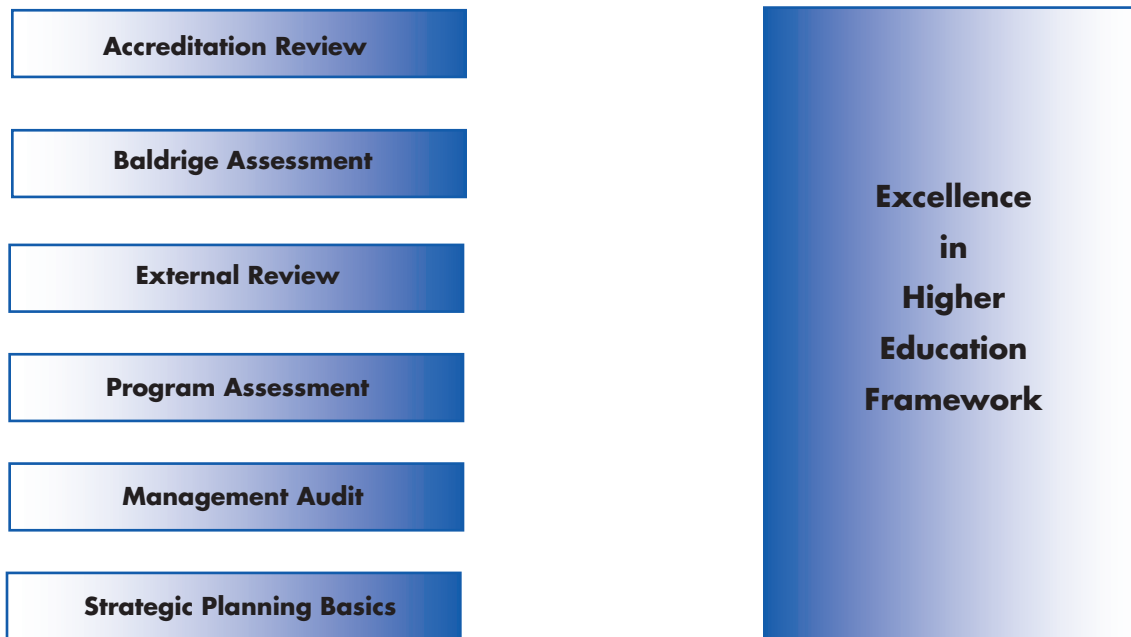 Accreditation Review
Baldrige Assessment
External Review
Program Assessment
Management Audit
Strategic Planning Basics
Excellence
in
Higher
Education
Framework